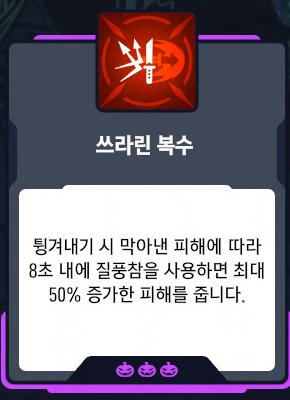 쓰라린 복수
튕겨내기 시 막아낸 피해에 따라
8초 내에 질풍참을 사용하면 최대
50% 증가한 피해를 줍니다.